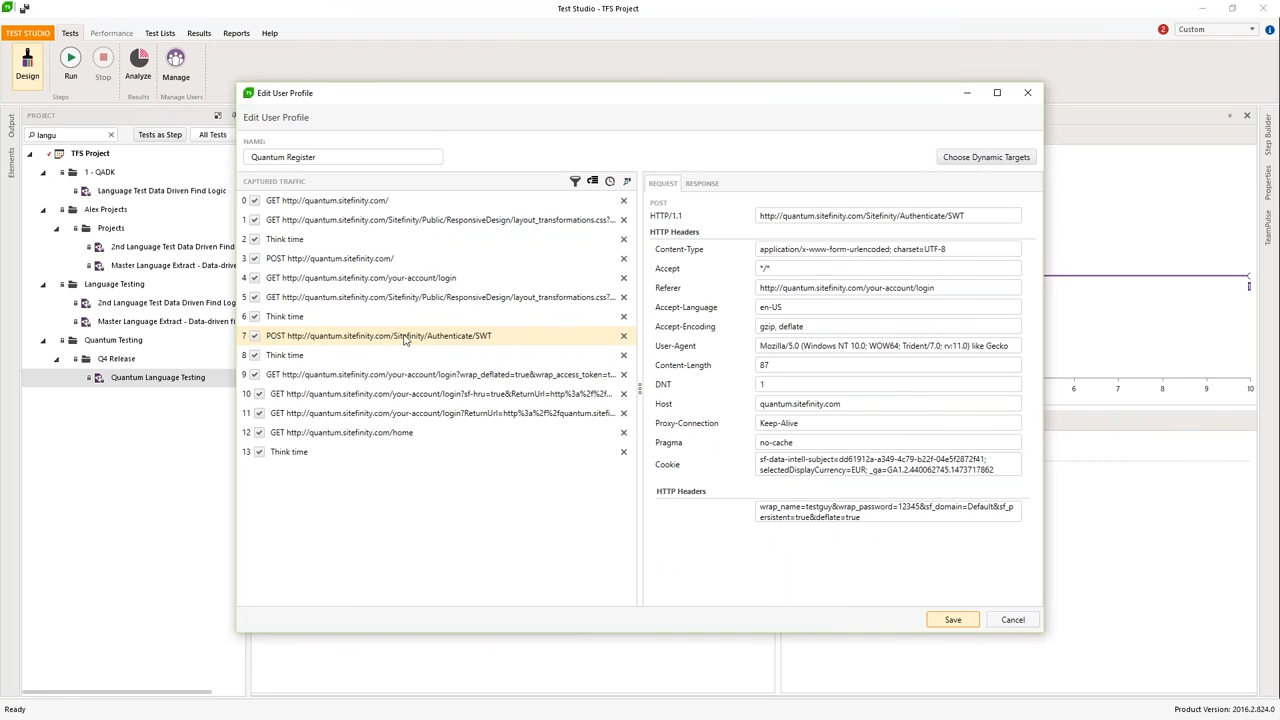 Test Studio - TFS Project
TEST STUDIO
Tests
Performance
Test Lists
Results
Reports
Help
2
Custom
Design
Run
Stop
Analyze
Manage
Steps
Results
Manage Users
Output
Elements
PROJECT
langu
Tests as Step
All Tests
TFS Project
1 - QADK
Language Test Data Driven Find Logic
Alex Projects
Projects
2nd Language Test Data Driven Find
Master Language Extract - Data-drive
Language Testing
2nd Language Test Data Driven Find Log
Master Language Extract - Data-driven fi
Quantum Testing
Q4 Release
Quantum Language Testing
Edit User Profile
Edit User Profile
NAME:
Quantum Register
Choose Dynamic Targets
CAPTURED TRAFFIC
0 GET http://quantum.sitefinity.com/
1 GET http://quantum.sitefinity.com/Sitefinity/Public/ResponsiveDesign/layout_transformations.css?...
2 Think time
3 POST http://quantum.sitefinity.com/
4 GET http://quantum.sitefinity.com/your-account/login
5 GET http://quantum.sitefinity.com/Sitefinity/Public/ResponsiveDesign/layout_transformations.css?...
6 Think time
7 POST http://quantum.sitefinity.com/Sitefinity/Authenticate/SWT
8 Think time
9 GET http://quantum.sitefinity.com/your-account/login?wrap_deflated=true&wrap_access_token=t...
10 GET http://quantum.sitefinity.com/your-account/login?sf-hru=true&ReturnUrl=http%3a%2f%2f...
11 GET http://quantum.sitefinity.com/your-account/login?ReturnUrl=http%3a%2f%2fquantum.sitefi...
12 GET http://quantum.sitefinity.com/home
13 Think time
REQUEST
RESPONSE
POST
HTTP/1.1 http://quantum.sitefinity.com/Sitefinity/Authenticate/SWT
HTTP Headers
Content-Type application/x-www-form-urlencoded; charset=UTF-8
Accept */*
Referer http://quantum.sitefinity.com/your-account/login
Accept-Language en-US
Accept-Encoding gzip, deflate
User-Agent Mozilla/5.0 (Windows NT 10.0; WOW64; Trident/7.0; rv:11.0) like Gecko
Content-Length 87
DNT 1
Host quantum.sitefinity.com
Proxy-Connection Keep-Alive
Pragma no-cache
Cookie sf-data-intell-subject=dd61912a-a349-4c79-b22f-04e5f2872f41;
selectedDisplayCurrency=EUR; _ga=GA1.2.440062745.1473717862
HTTP Headers
wrap_name=testguy&wrap_password=12345&sf_domain=Default&sf_p
ersistent=true&deflate=true
Save
Cancel
6 7 8 9 10
Step Builder
Properties
TeamPulse
Ready
Product Version: 2016.2.824.0